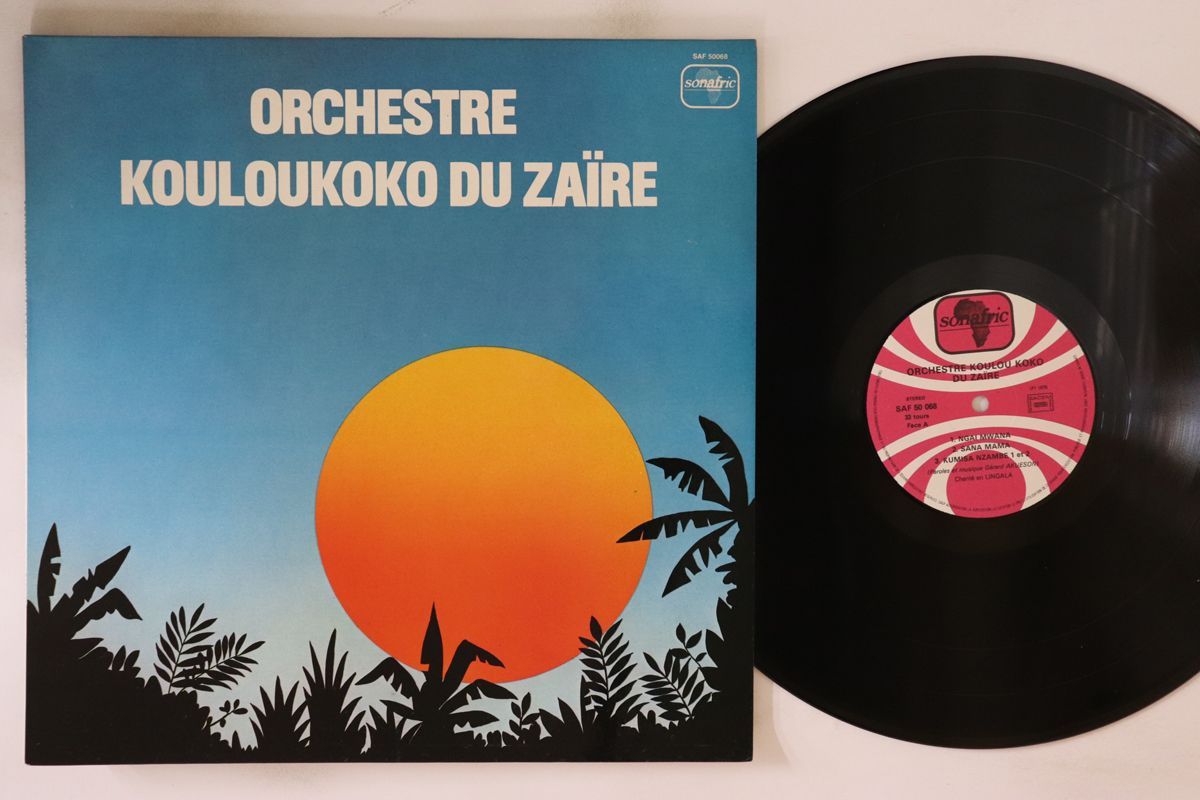 SAF 50068
sonafric
ORCHESTRE
KOULOUKOKO DU ZAÏRE
sonafric
ORCHESTRE KOULOU KOKO
DU ZAÏRE
STEREO
SAF 50 068
33 tours
Face A
SACEM
1. NGAI MWANA
2. SANA MAMA
3. KUMISA NZAMBE 1 et 2
(Paroles et Musique Gérard AKUESON)
Chanté en LINGALA